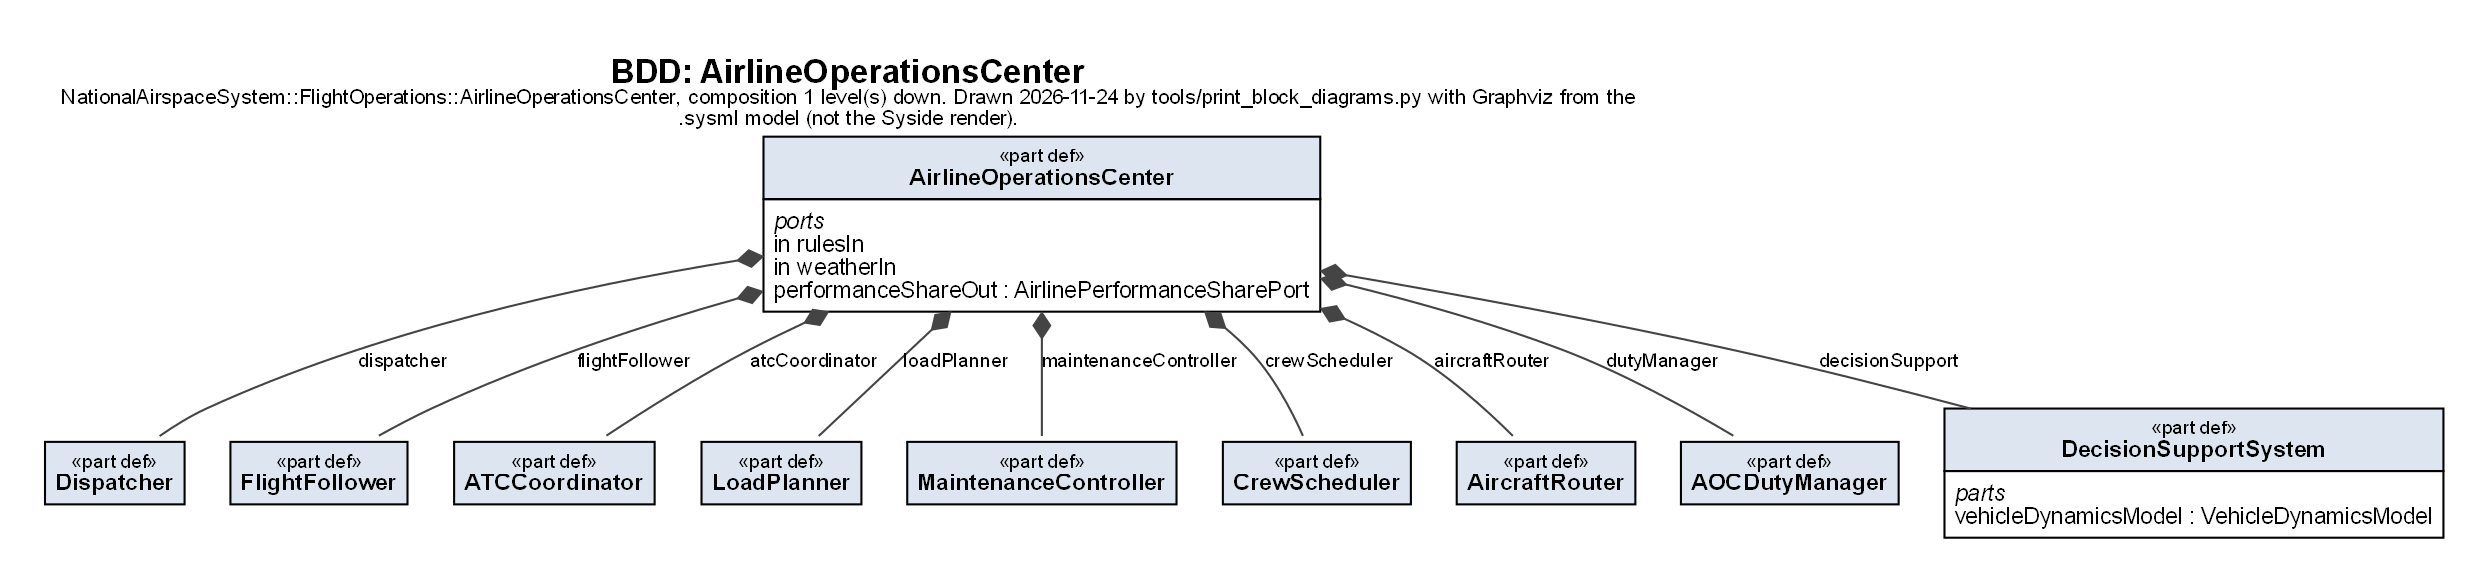 BDD: AirlineOperationsCenter
NationalAirspaceSystem::FlightOperations::AirlineOperationsCenter, composition 1 level(s) down. Drawn 2026-11-24 by tools/print_block_diagrams.py with Graphviz from the
.sysml model (not the Syside render).
«part def»
AirlineOperationsCenter
ports
in rulesIn
in weatherIn
performanceShareOut : AirlinePerformanceSharePort
dispatcher
flightFollower
atcCoordinator
loadPlanner
maintenanceController
crewScheduler
aircraftRouter
dutyManager
decisionSupport
«part def»
Dispatcher
«part def»
FlightFollower
«part def»
ATCCoordinator
«part def»
LoadPlanner
«part def»
MaintenanceController
«part def»
CrewScheduler
«part def»
AircraftRouter
«part def»
AOCDutyManager
«part def»
DecisionSupportSystem
parts
vehicleDynamicsModel : VehicleDynamicsModel